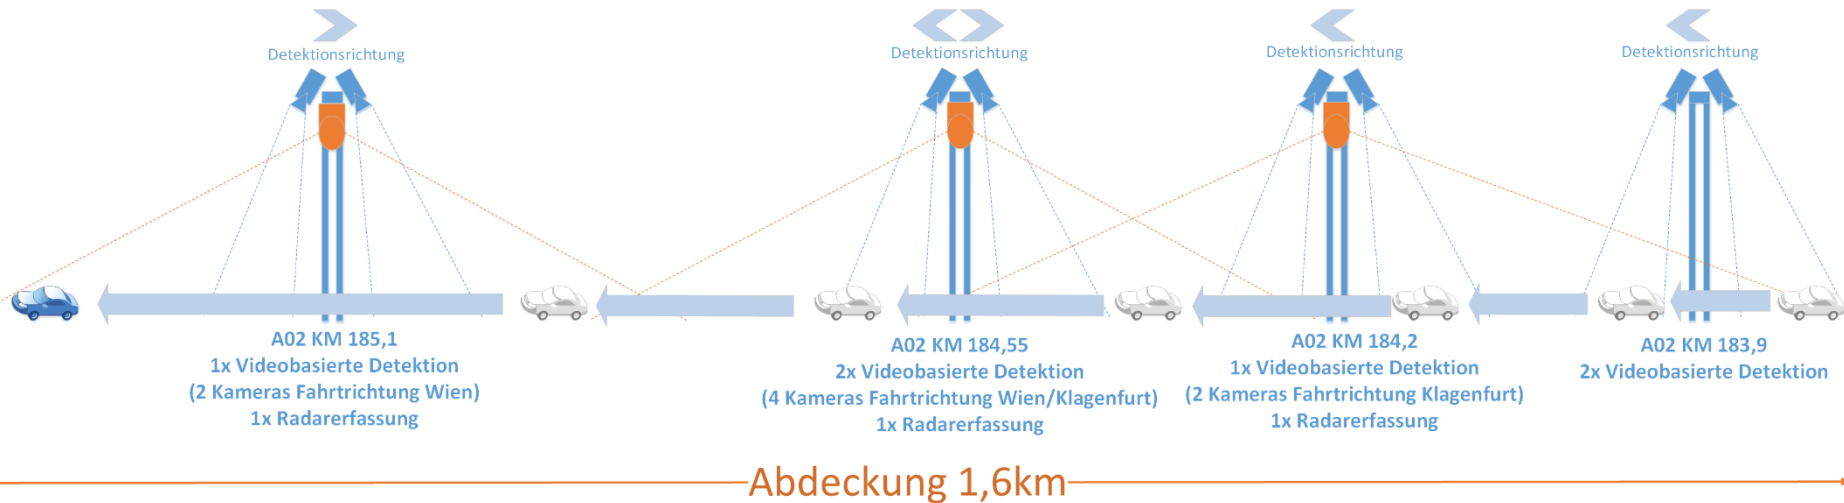 Detektionsrichtung
Detektionsrichtung
Detektionsrichtung
Detektionsrichtung
A02 KM 185,1
1x Videobasierte Detektion
(2 Kameras Fahrtrichtung Wien)
1x Radarerfassung
A02 KM 184,55
2x Videobasierte Detektion
(4 Kameras Fahrtrichtung Wien/Klagenfurt)
1x Radarerfassung
A02 KM 184,2
1x Videobasierte Detektion
(2 Kameras Fahrtrichtung Klagenfurt)
1x Radarerfassung
A02 KM 183,9
2x Videobasierte Detektion
Abdeckung 1,6km